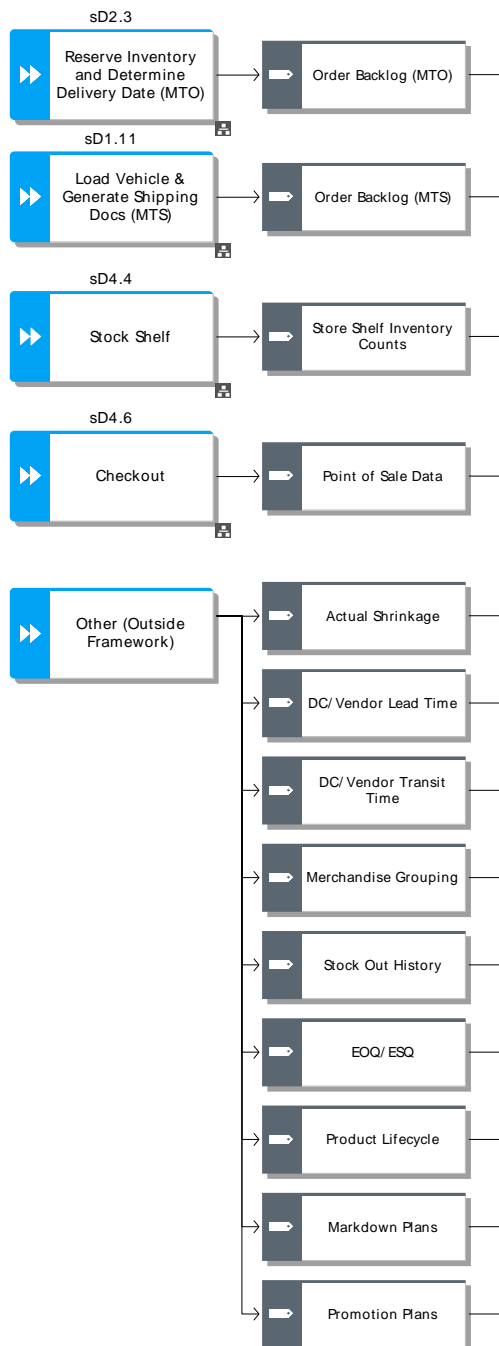 sD2.3
Reserve Inventory
and Determine
Delivery Date (MTO)
Order Backlog (MTO)
sD1.11
Load Vehicle &
Generate Shipping
Docs (MTS)
Order Backlog (MTS)
sD4.4
Stock Shelf
Store Shelf Inventory
Counts
sD4.6
Checkout
Point of Sale Data
Other (Outside
Framework)
Actual Shrinkage
DC/Vendor Lead Time
DC/Vendor Transit
Time
Merchandise Grouping
Stock Out History
EOQ/ESQ
Product Lifecycle
Markdown Plans
Promotion Plans